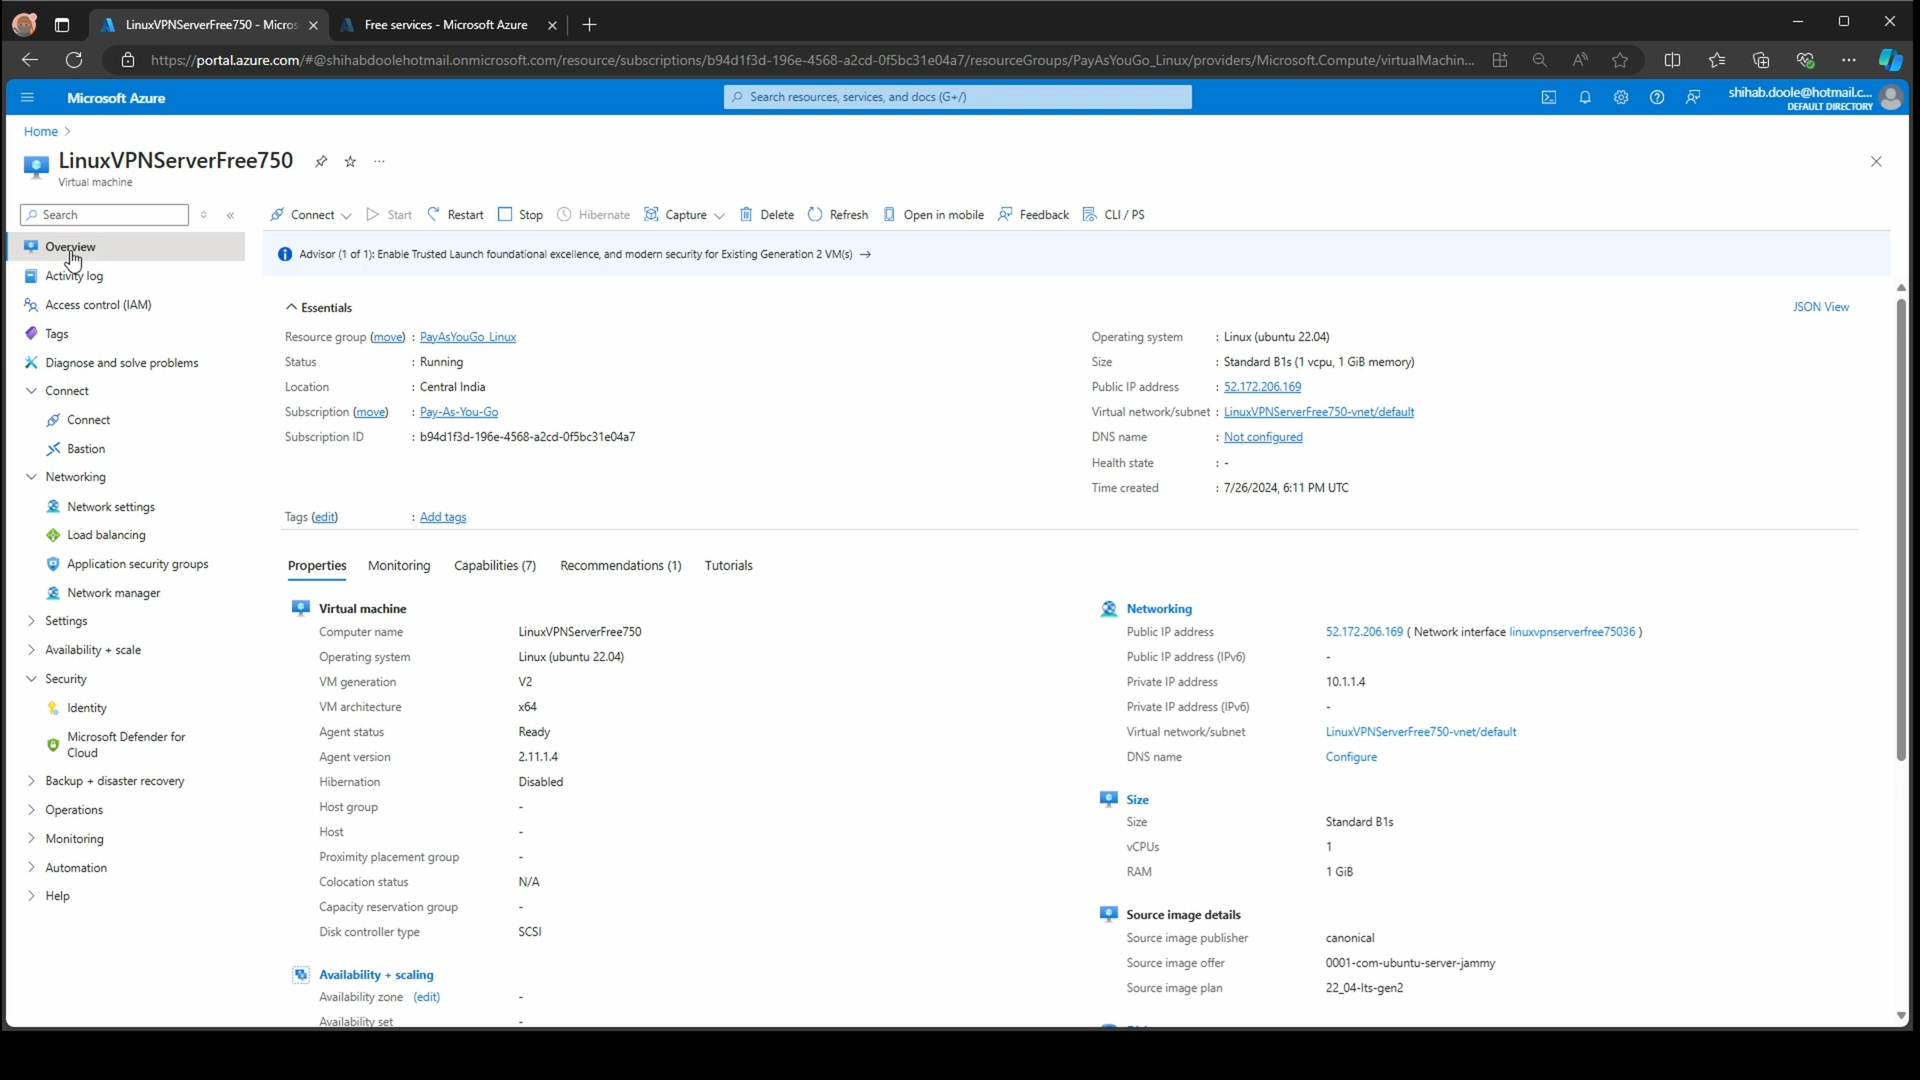 LinuxVPNServerFree750 - Micros
Free services - Microsoft Azure
https://portal.azure.com/#@shihabdoolehotmail.onmicrosoft.com/resource/subscriptions/b94d1f3d-196e-4568-a2cd-0f5bc31e04a7/resourceGroups/PayAsYouGo_Linux/providers/Microsoft.Compute/virtualMachin...
Microsoft Azure
Search resources, services, and docs (G+/)
shihab.doole@hotmail.c...
DEFAULT DIRECTORY
Home
LinuxVPNServerFree750
Virtual machine
Search
Connect
Start
Restart
Stop
Hibernate
Capture
Delete
Refresh
Open in mobile
Feedback
CLI / PS
Overview
Activity log
Access control (IAM)
Tags
Diagnose and solve problems
Connect
Connect
Bastion
Networking
Network settings
Load balancing
Application security groups
Network manager
Settings
Availability + scale
Security
Identity
Microsoft Defender for
Cloud
Backup + disaster recovery
Operations
Monitoring
Automation
Help
Advisor (1 of 1): Enable Trusted Launch foundational excellence, and modern security for Existing Generation 2 VM(s) →
Essentials
JSON View
Resource group (move) : PayAsYouGo_Linux
Status : Running
Location : Central India
Subscription (move) : Pay-As-You-Go
Subscription ID : b94d1f3d-196e-4568-a2cd-0f5bc31e04a7
Operating system : Linux (ubuntu 22.04)
Size : Standard B1s (1 vcpu, 1 GiB memory)
Public IP address : 52.172.206.169
Virtual network/subnet : LinuxVPNServerFree750-vnet/default
DNS name : Not configured
Health state : -
Time created : 7/26/2024, 6:11 PM UTC
Tags (edit) : Add tags
Properties
Monitoring
Capabilities (7)
Recommendations (1)
Tutorials
Virtual machine
Computer name LinuxVPNServerFree750
Operating system Linux (ubuntu 22.04)
VM generation V2
VM architecture x64
Agent status Ready
Agent version 2.11.1.4
Hibernation Disabled
Host group -
Host -
Proximity placement group -
Colocation status N/A
Capacity reservation group -
Disk controller type SCSI
Availability + scaling
Availability zone (edit) -
Availability set -
Networking
Public IP address 52.172.206.169 ( Network interface linuxvpnserverfree75036 )
Public IP address (IPv6) -
Private IP address 10.1.1.4
Private IP address (IPv6) -
Virtual network/subnet LinuxVPNServerFree750-vnet/default
DNS name Configure
Size
Size Standard B1s
vCPUs 1
RAM 1 GiB
Source image details
Source image publisher canonical
Source image offer 0001-com-ubuntu-server-jammy
Source image plan 22_04-lts-gen2